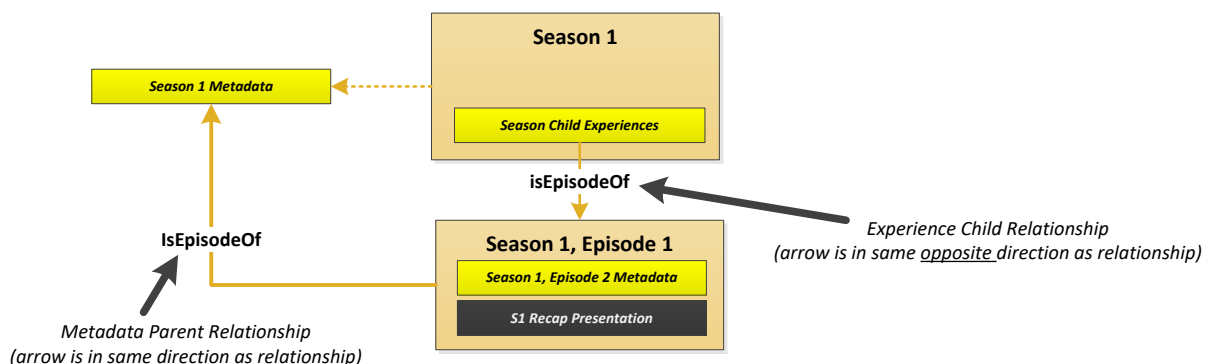 Season 1
Season 1 Metadata
Season Child Experiences
isEpisodeOf
Experience Child Relationship
(arrow is in same opposite direction as relationship)
IsEpisodeOf
Season 1, Episode 1
Season 1, Episode 2 Metadata
S1 Recap Presentation
Metadata Parent Relationship
(arrow is in same direction as relationship)